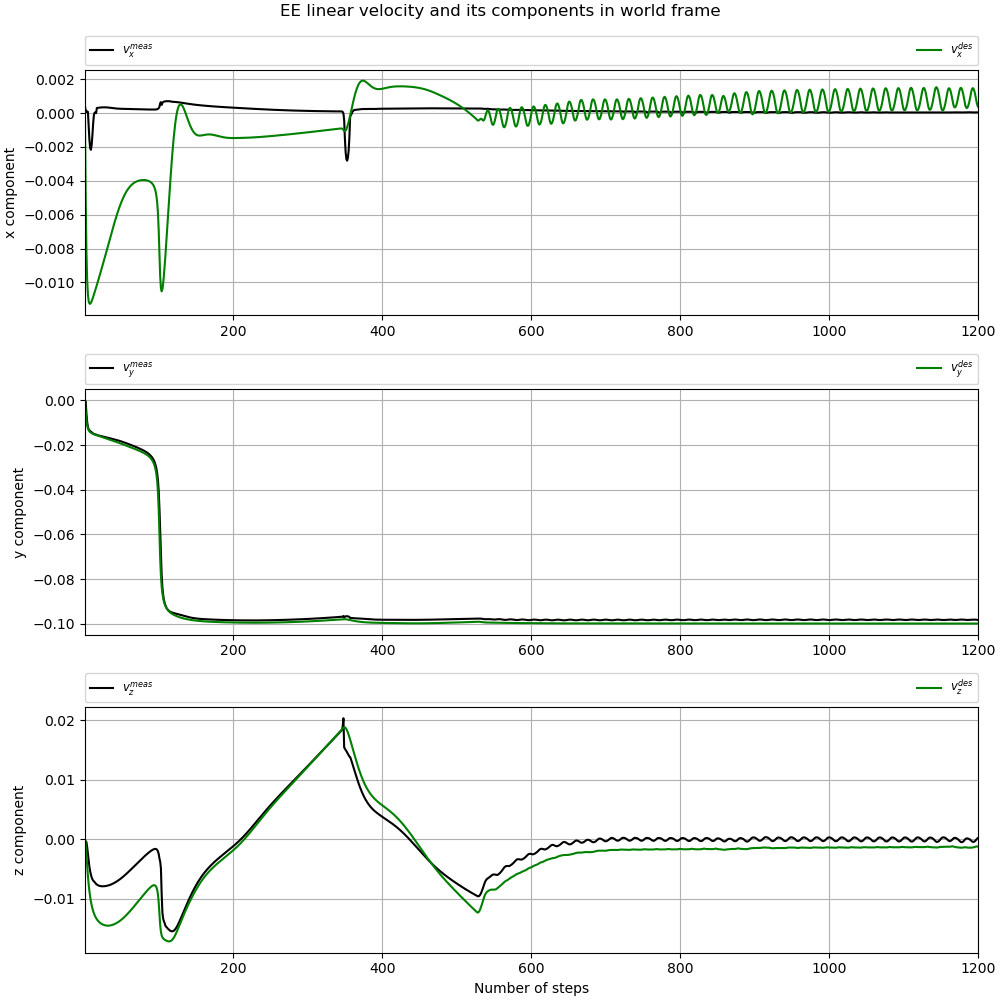 EE linear velocity and its components in world frame
v_x^{meas} v_x^{des}
0.002
0.000
−0.002
−0.004
−0.006
−0.008
−0.010
x component
200 400 600 800 1000 1200
v_y^{meas} v_y^{des}
0.00
−0.02
−0.04
−0.06
−0.08
−0.10
y component
200 400 600 800 1000 1200
v_z^{meas} v_z^{des}
0.02
0.01
0.00
−0.01
z component
200 400 600 800 1000 1200
Number of steps